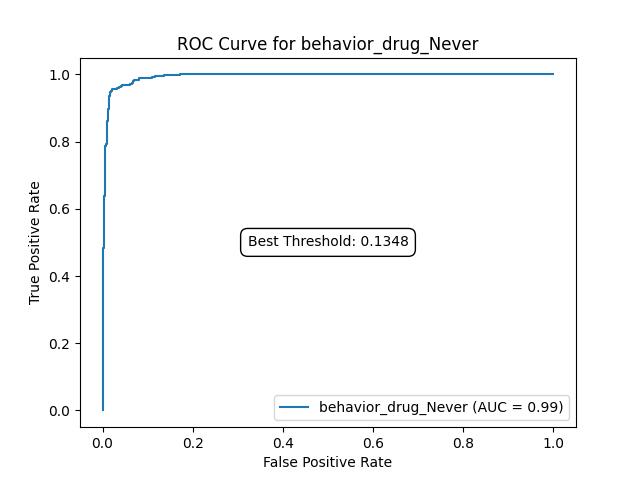 ROC Curve for behavior_drug_Never
True Positive Rate
1.0
0.8
0.6
0.4
0.2
0.0
Best Threshold: 0.1348
behavior_drug_Never (AUC = 0.99)
0.0 0.2 0.4 0.6 0.8 1.0
False Positive Rate